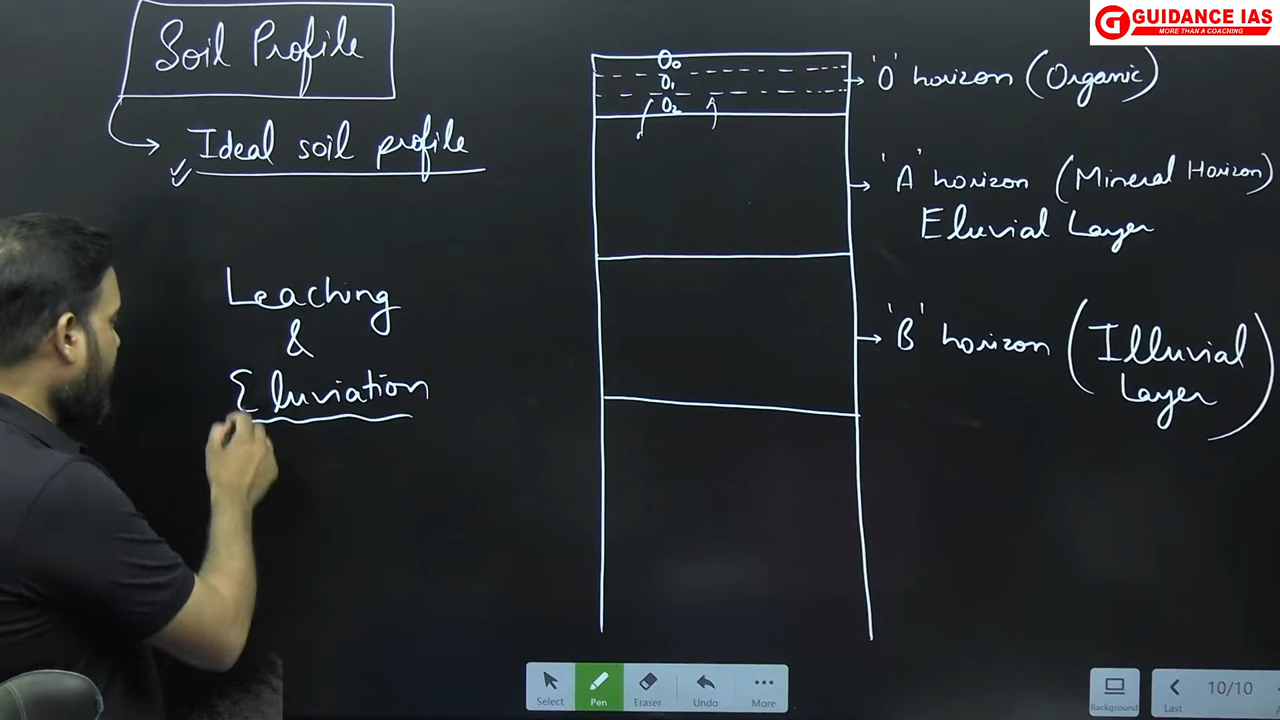 GUIDANCE IAS
MORE THAN A COACHING
Soil Profile
Ideal soil profile
Leaching
&
Eluviation
O₀
O₁
O₂
'O' horizon (Organic)
'A' horizon (Mineral Horizon)
Eluvial Layer
'B' horizon (Illuvial
Layer)
Select
Pen
Eraser
Undo
More
Background
Last
10/10